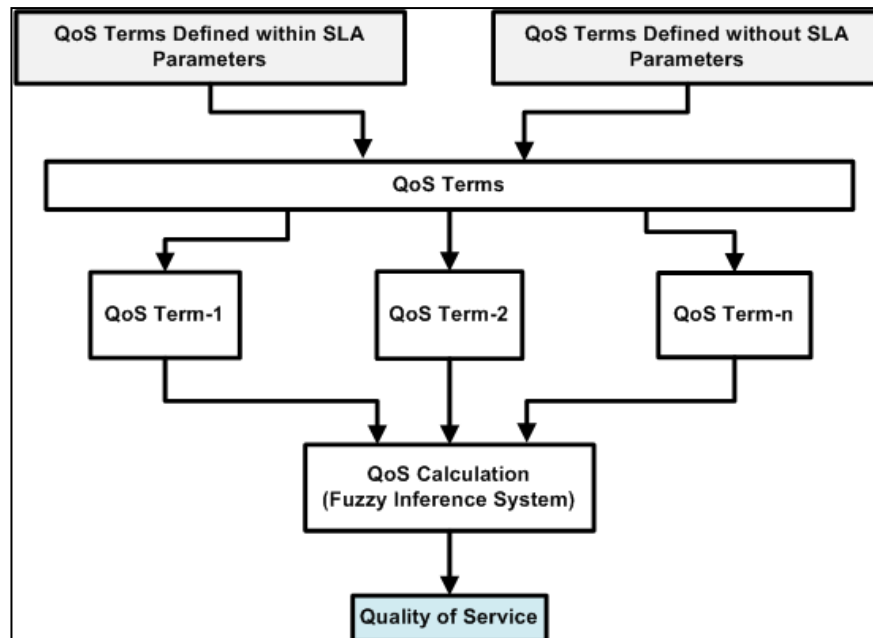 QoS Terms Defined within SLA
Parameters
QoS Terms Defined without SLA
Parameters
QoS Terms
QoS Term-1
QoS Term-2
QoS Term-n
QoS Calculation
(Fuzzy Inference System)
Quality of Service